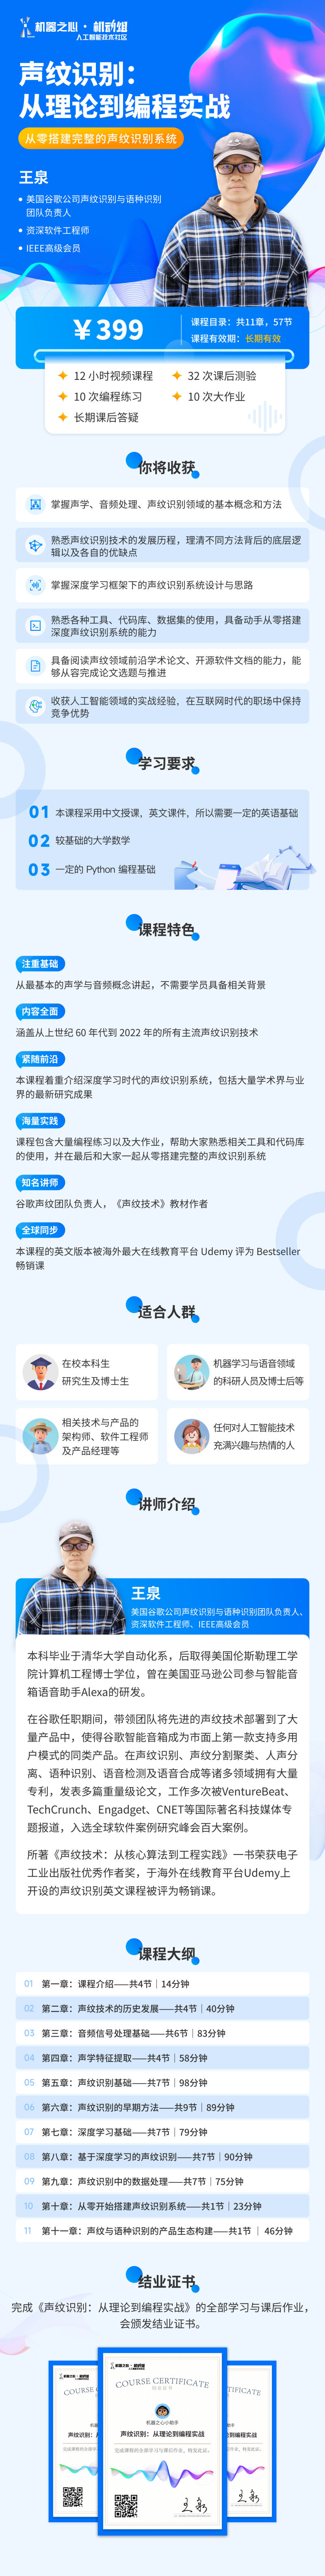 机器之心·机动组
人工智能技术社区
声纹识别：
从理论到编程实战
从零搭建完整的声纹识别系统
王泉
美国谷歌公司声纹识别与语种识别
团队负责人
资深软件工程师
IEEE高级会员
￥399
课程目录：共11章，57节
课程有效期：长期有效
12 小时视频课程
32 次课后测验
10 次编程练习
10 次大作业
长期课后答疑
你将收获
掌握声学、音频处理、声纹识别领域的基本概念和方法
熟悉声纹识别技术的发展历程，理清不同方法背后的底层逻
辑以及各自的优缺点
掌握深度学习框架下的声纹识别系统设计与思路
熟悉各种工具、代码库、数据集的使用，具备动手从零搭建
深度声纹识别系统的能力
具备阅读声纹领域前沿学术论文、开源软件文档的能力，能
够从容完成论文选题与推进
收获人工智能领域的实战经验，在互联网时代的职场中保持
竞争优势
学习要求
01 本课程采用中文授课，英文课件，所以需要一定的英语基础
02 较基础的大学数学
03 一定的 Python 编程基础
课程特色
注重基础
从最基本的声学与音频概念讲起，不需要学员具备相关背景
内容全面
涵盖从上世纪 60 年代到 2022 年的所有主流声纹识别技术
紧随前沿
本课程着重介绍深度学习时代的声纹识别系统，包括大量学术界与业
界的最新研究成果
海量实践
课程包含大量编程练习以及大作业，帮助大家熟悉相关工具和代码库
的使用，并在最后和大家一起从零搭建完整的声纹识别系统
知名讲师
谷歌声纹团队负责人，《声纹技术》教材作者
全球同步
本课程的英文版本被海外最大在线教育平台 Udemy 评为 Bestseller
畅销课
适合人群
在校本科生
研究生及博士生
机器学习与语音领域
的科研人员及博士后等
相关技术与产品的
架构师、软件工程师
及产品经理等
任何对人工智能技术
充满兴趣与热情的人
讲师介绍
王泉
美国谷歌公司声纹识别与语种识别团队负责人、
资深软件工程师、IEEE高级会员
本科毕业于清华大学自动化系，后取得美国伦斯勒理工学
院计算机工程博士学位，曾在美国亚马逊公司参与智能音
箱语音助手Alexa的研发。
在谷歌任职期间，带领团队将先进的声纹技术部署到了大
量产品中，使得谷歌智能音箱成为市面上第一款支持多用
户模式的同类产品。在声纹识别、声纹分割聚类、人声分
离、语种识别、语音检测及语音合成等诸多领域拥有大量
专利，发表多篇重量级论文，工作多次被VentureBeat、
TechCrunch、Engadget、CNET等国际著名科技媒体专
题报道，入选全球软件案例研究峰会百大案例。
所著《声纹技术：从核心算法到工程实践》一书荣获电子
工业出版社优秀作者奖，于海外在线教育平台Udemy上
开设的声纹识别英文课程被评为畅销课。
课程大纲
01 第一章：课程介绍——共4节｜14分钟
02 第二章：声纹技术的历史发展——共4节｜40分钟
03 第三章：音频信号处理基础——共6节｜83分钟
04 第四章：声学特征提取——共4节｜58分钟
05 第五章：声纹识别基础——共7节｜98分钟
06 第六章：声纹识别的早期方法——共9节｜89分钟
07 第七章：深度学习基础——共7节｜79分钟
08 第八章：基于深度学习的声纹识别——共7节｜90分钟
09 第九章：声纹识别中的数据处理——共7节｜75分钟
10 第十章：从零开始搭建声纹识别系统——共1节｜23分钟
11 第十一章：声纹与语种识别的产品生态构建——共1节 ｜ 46分钟
结业证书
完成《声纹识别：从理论到编程实战》的全部学习与课后作业，
会颁发结业证书。
机器之心·机动组
COURSE CERTIFICATE
结业证书
机器之心小助手
声纹识别：从理论到编程实战
完成课程的全部学习与课后作业，特发此证。
王泉